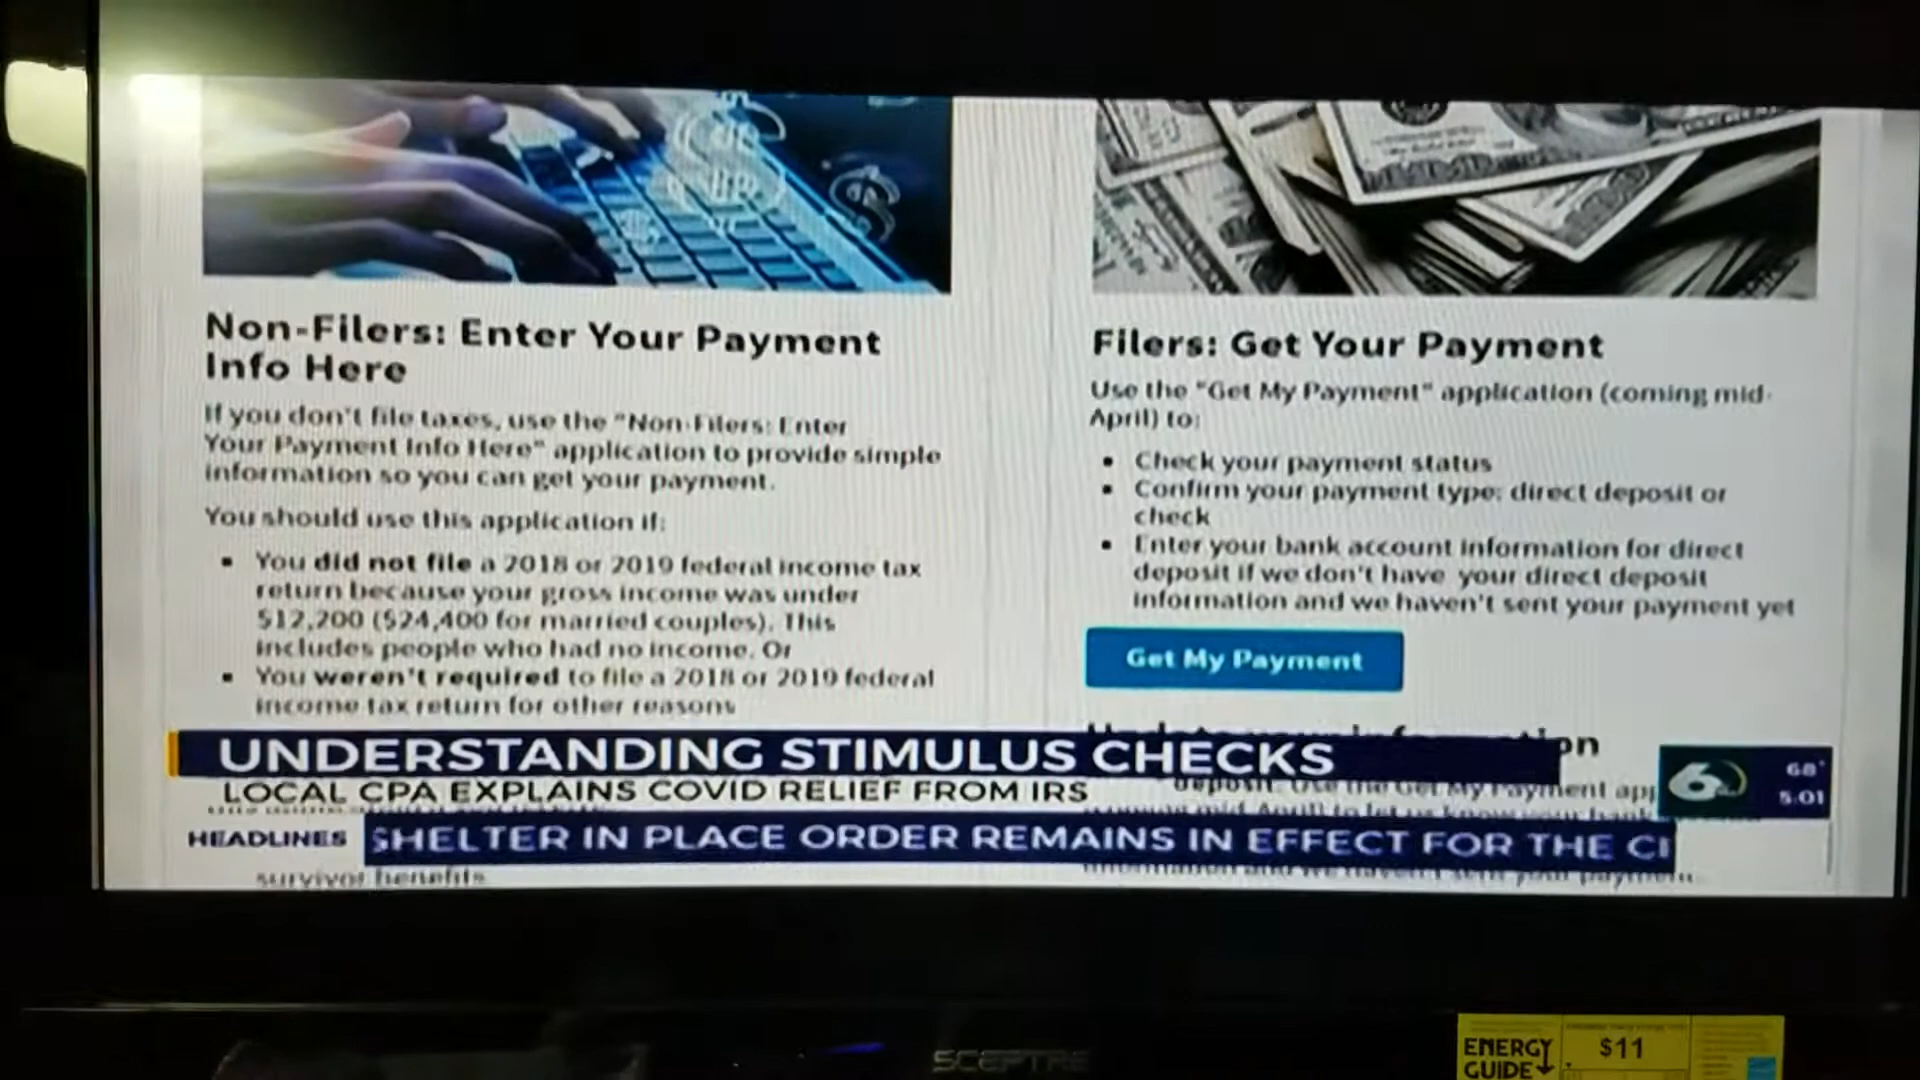 Non-Filers: Enter Your Payment
Info Here
If you don't file taxes, use the "Non-Filers: Enter
Your Payment Info Here" application to provide simple
information so you can get your payment.
You should use this application if:
▪ You did not file a 2018 or 2019 federal income tax
return because your gross income was under
$12,200 ($24,400 for married couples). This
includes people who had no income. Or
▪ You weren't required to file a 2018 or 2019 federal
income tax return for other reasons
Filers: Get Your Payment
Use the "Get My Payment" application (coming mid-
April) to:
▪ Check your payment status
▪ Confirm your payment type: direct deposit or
check
▪ Enter your bank account information for direct
deposit if we don't have your direct deposit
information and we haven't sent your payment yet
Get My Payment
UNDERSTANDING STIMULUS CHECKS
LOCAL CPA EXPLAINS COVID RELIEF FROM IRS
deposit. Use the Get My Payment app
6
68°
5:01
HEADLINES
SHELTER IN PLACE ORDER REMAINS IN EFFECT FOR THE CI
survivor benefits
SCEPTRE
ENERGY
GUIDE
$11